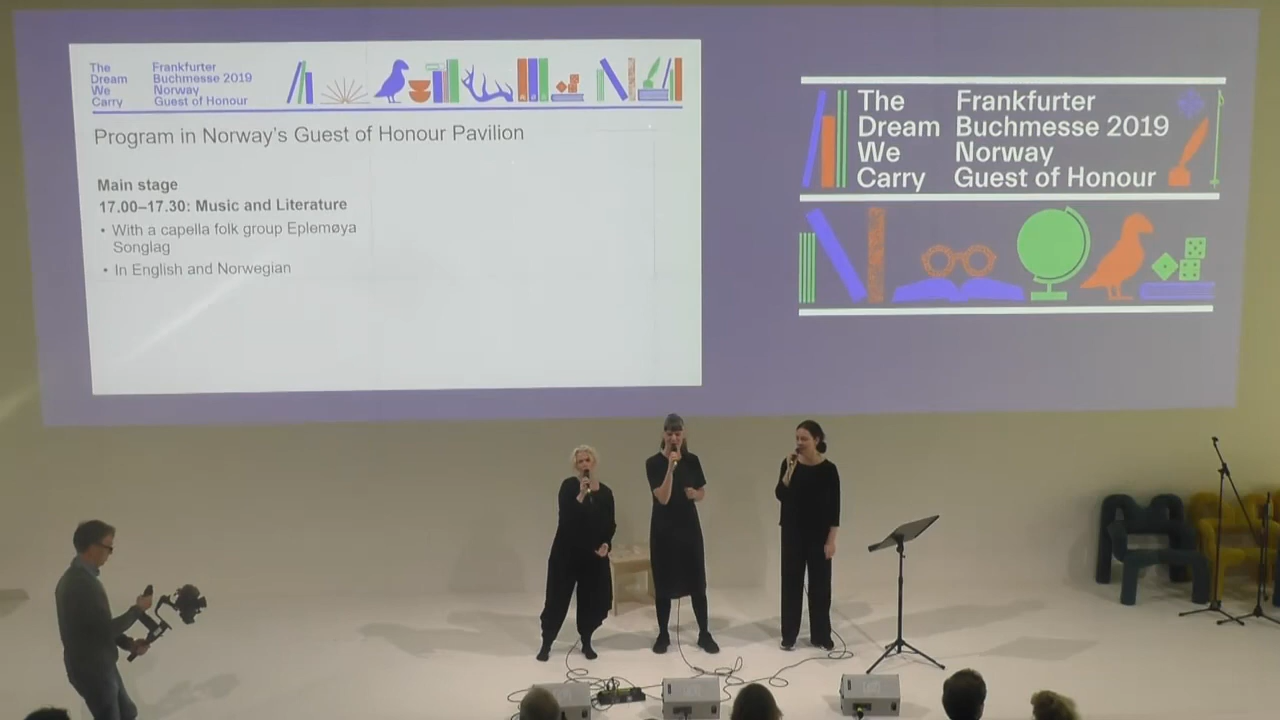 The Dream We Carry
Frankfurter Buchmesse 2019 Norway Guest of Honour
Program in Norway's Guest of Honour Pavilion
Main stage
17.00–17.30: Music and Literature
• With a capella folk group Eplemøya
Songlag
• In English and Norwegian
The Frankfurter
Dream Buchmesse 2019
We Norway
Carry Guest of Honour